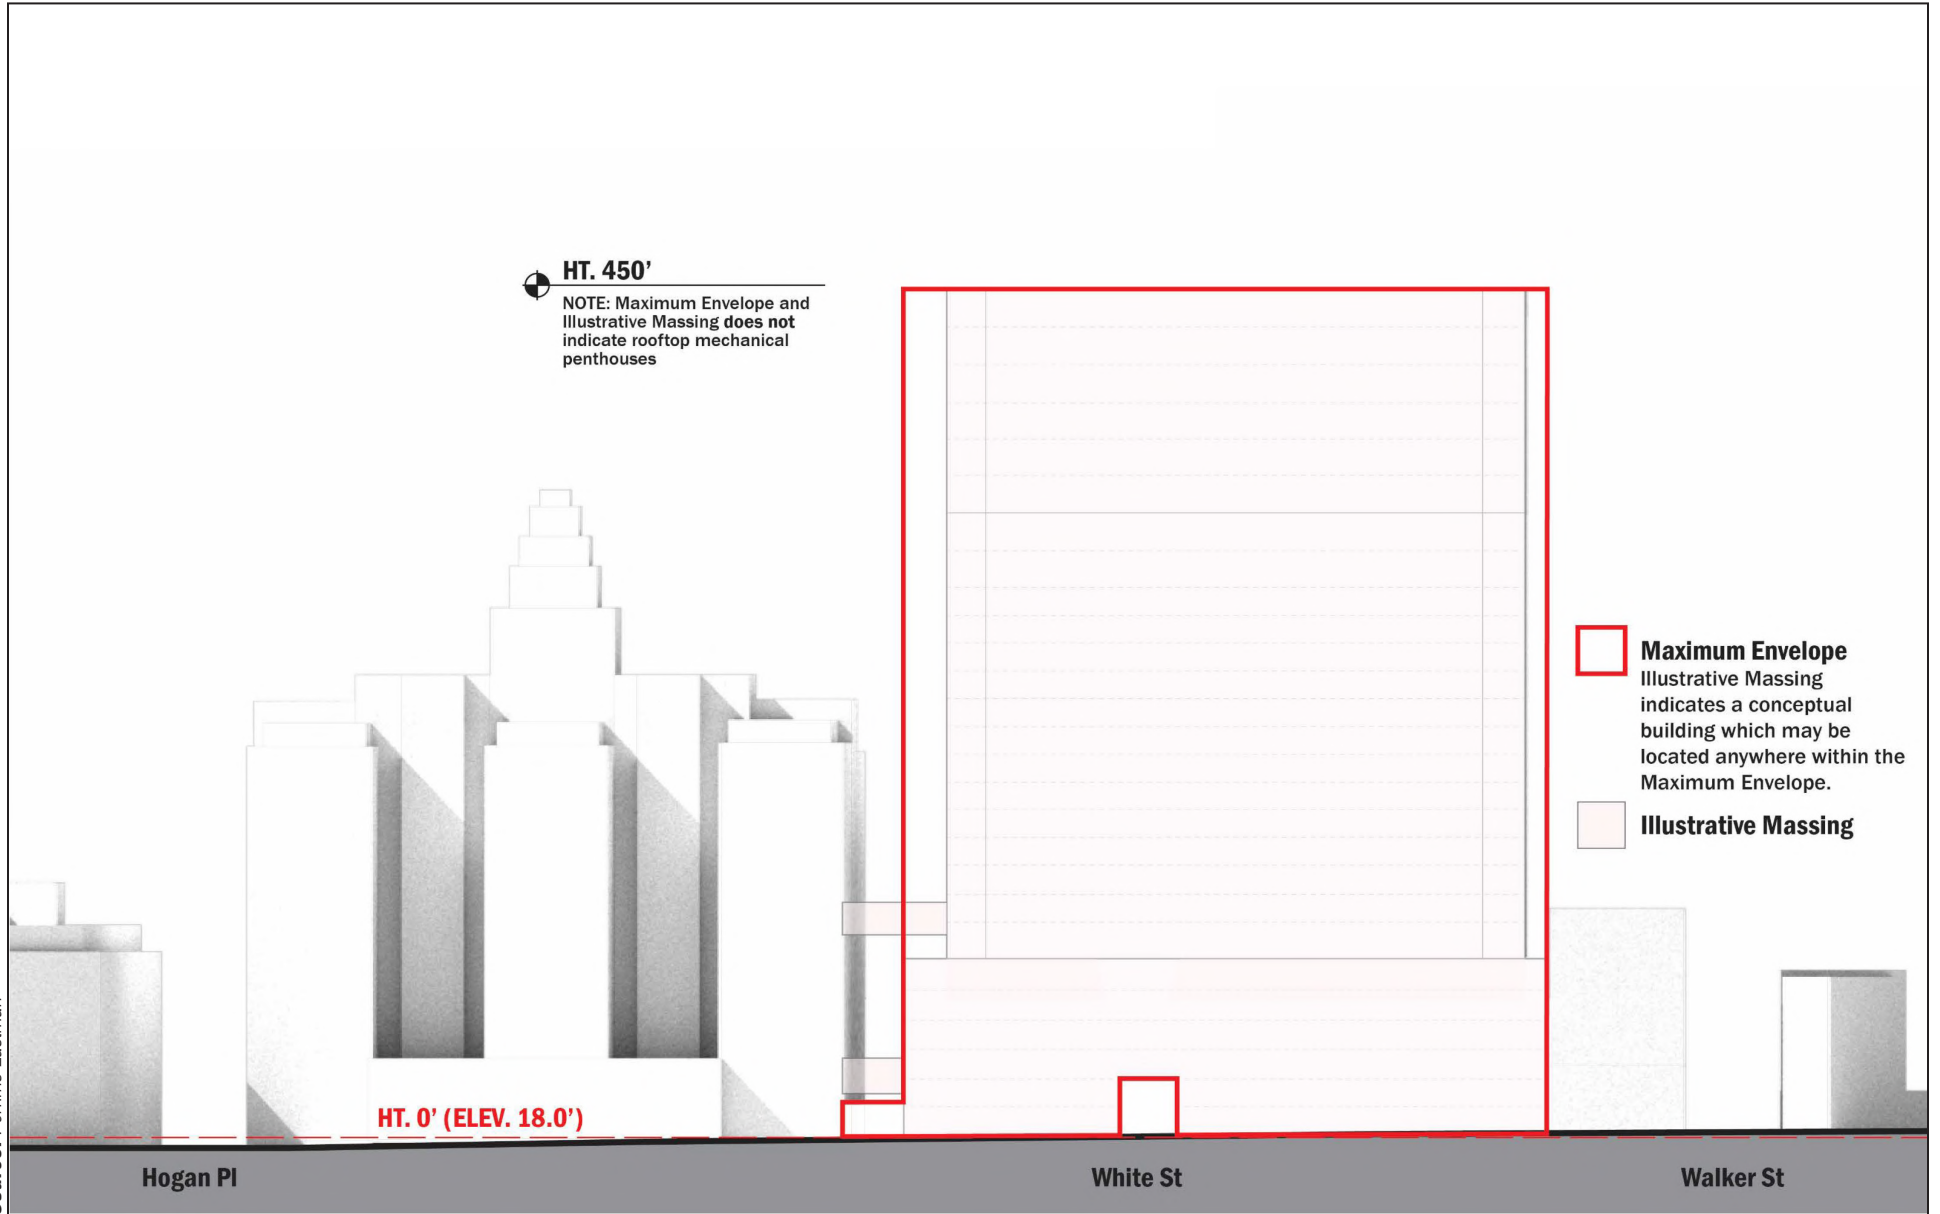 HT. 450’
NOTE: Maximum Envelope and
Illustrative Massing does not
indicate rooftop mechanical
penthouses
Maximum Envelope
Illustrative Massing
indicates a conceptual
building which may be
located anywhere within the
Maximum Envelope.
Illustrative Massing
HT. 0’ (ELEV. 18.0’)
Hogan Pl
White St
Walker St